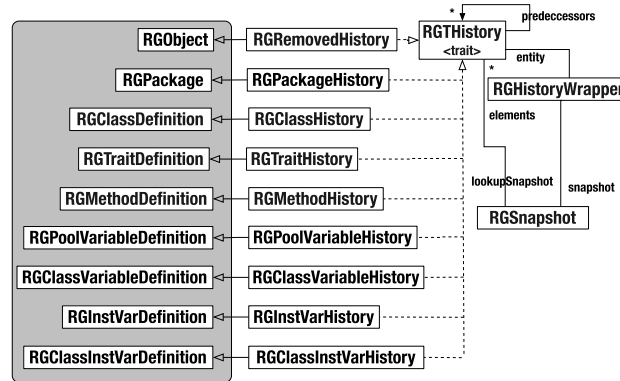 * predeccessors
RGObject RGRemovedHistory RGTHistory
<trait>
entity
*
RGPackage RGPackageHistory
RGHistoryWrapper
elements
RGClassDefinition RGClassHistory
RGTraitDefinition RGTraitHistory
lookupSnapshot snapshot
RGMethodDefinition RGMethodHistory
RGSnapshot
RGPoolVariableDefinition RGPoolVariableHistory
RGClassVariableDefinition RGClassVariableHistory
RGInstVarDefinition RGInstVarHistory
RGClassInstVarDefinition RGClassInstVarHistory